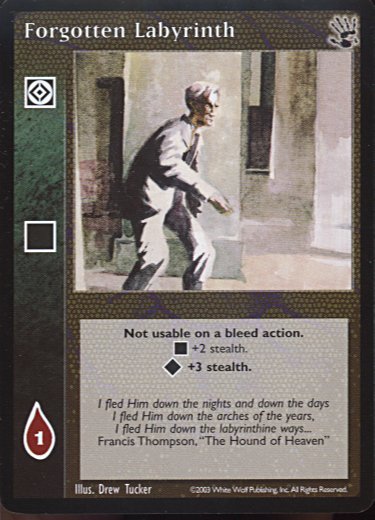 Forgotten Labyrinth
Not usable on a bleed action.
+2 stealth.
+3 stealth.
I fled Him down the nights and down the days
I fled Him down the arches of the years,
I fled Him down the labyrinthine ways...
Francis Thompson, "The Hound of Heaven"
1
Illus. Drew Tucker
©2003 White Wolf Publishing, Inc. All Rights Reserved.